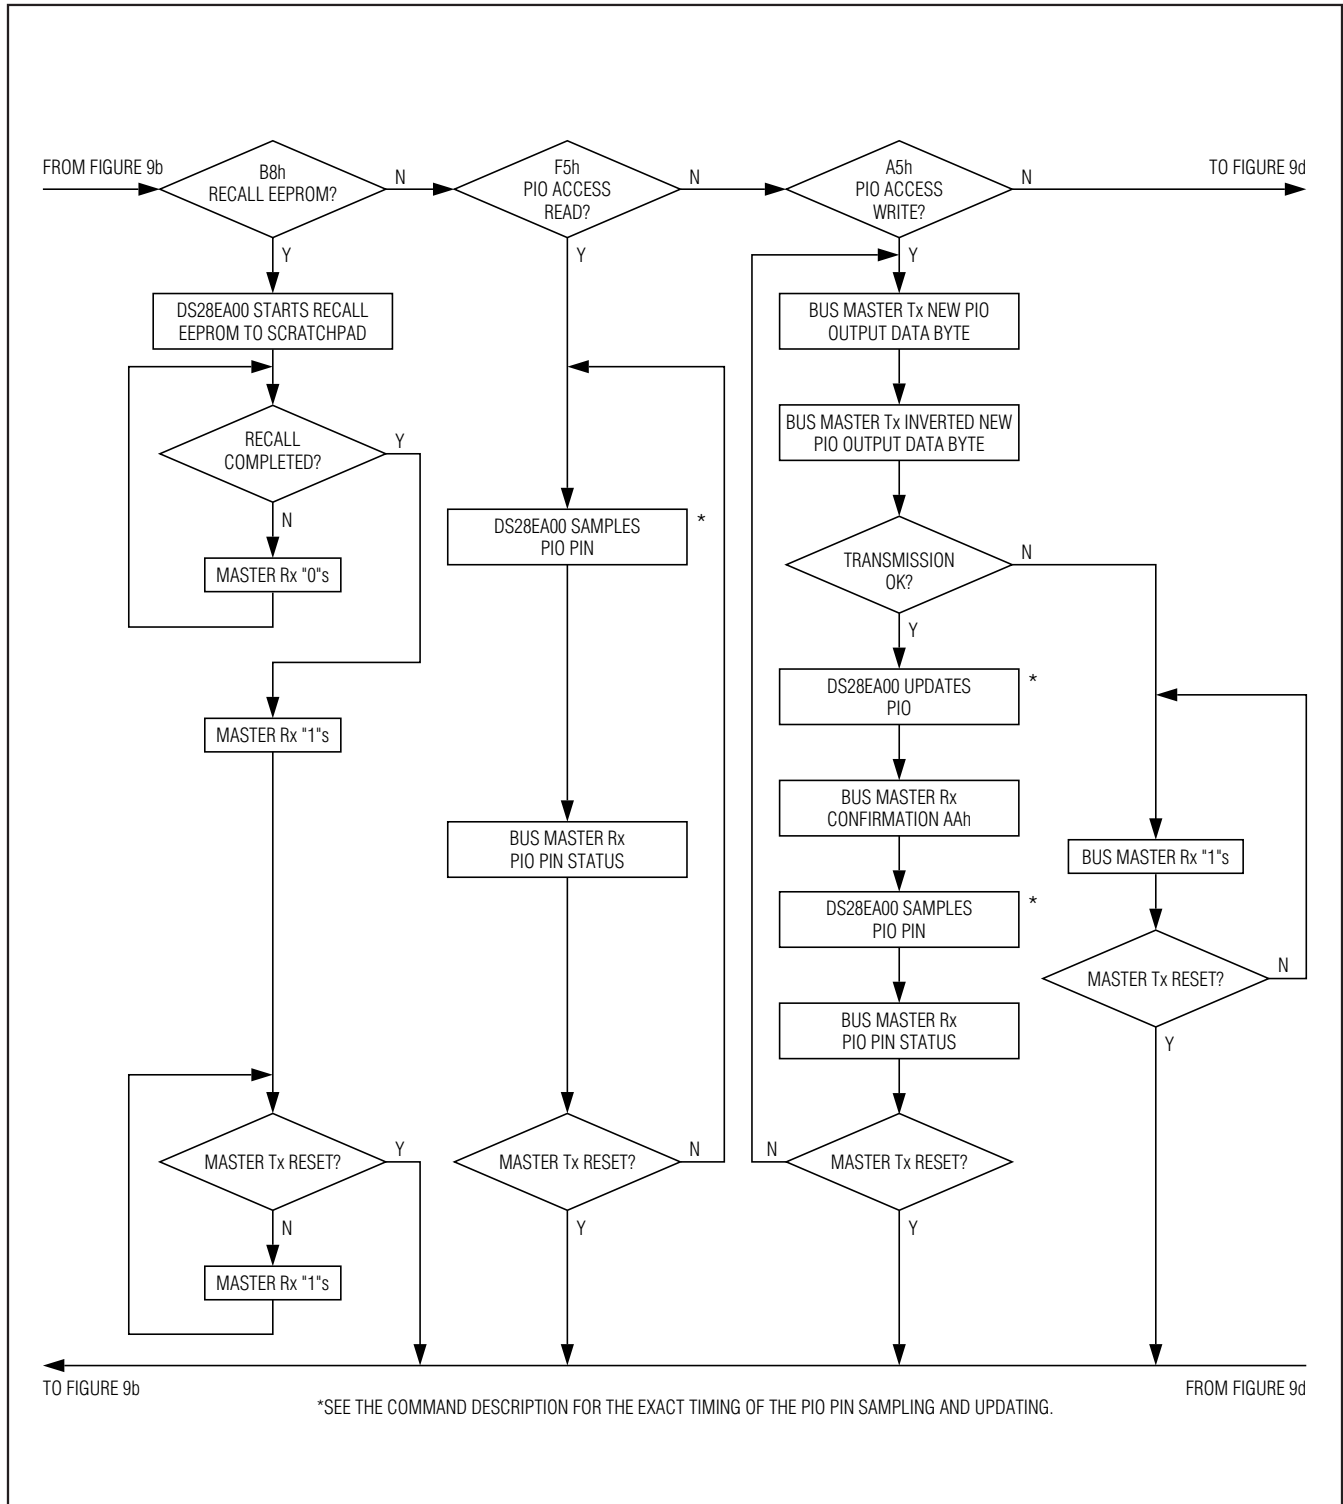 FROM FIGURE 9b
B8h
RECALL EEPROM?
N
Y
F5h
PIO ACCESS
READ?
N
Y
A5h
PIO ACCESS
WRITE?
N
Y
TO FIGURE 9d
DS28EA00 STARTS RECALL
EEPROM TO SCRATCHPAD
RECALL
COMPLETED?
Y
N
MASTER Rx "0"s
MASTER Rx "1"s
MASTER Tx RESET?
Y
N
MASTER Rx "1"s
DS28EA00 SAMPLES
PIO PIN
*
BUS MASTER Rx
PIO PIN STATUS
MASTER Tx RESET?
N
Y
BUS MASTER Tx NEW PIO
OUTPUT DATA BYTE
BUS MASTER Tx INVERTED NEW
PIO OUTPUT DATA BYTE
TRANSMISSION
OK?
N
Y
DS28EA00 UPDATES
PIO
*
BUS MASTER Rx
CONFIRMATION AAh
DS28EA00 SAMPLES
PIO PIN
*
BUS MASTER Rx
PIO PIN STATUS
N
MASTER Tx RESET?
Y
BUS MASTER Rx "1"s
MASTER Tx RESET?
N
Y
TO FIGURE 9b
FROM FIGURE 9d
*SEE THE COMMAND DESCRIPTION FOR THE EXACT TIMING OF THE PIO PIN SAMPLING AND UPDATING.